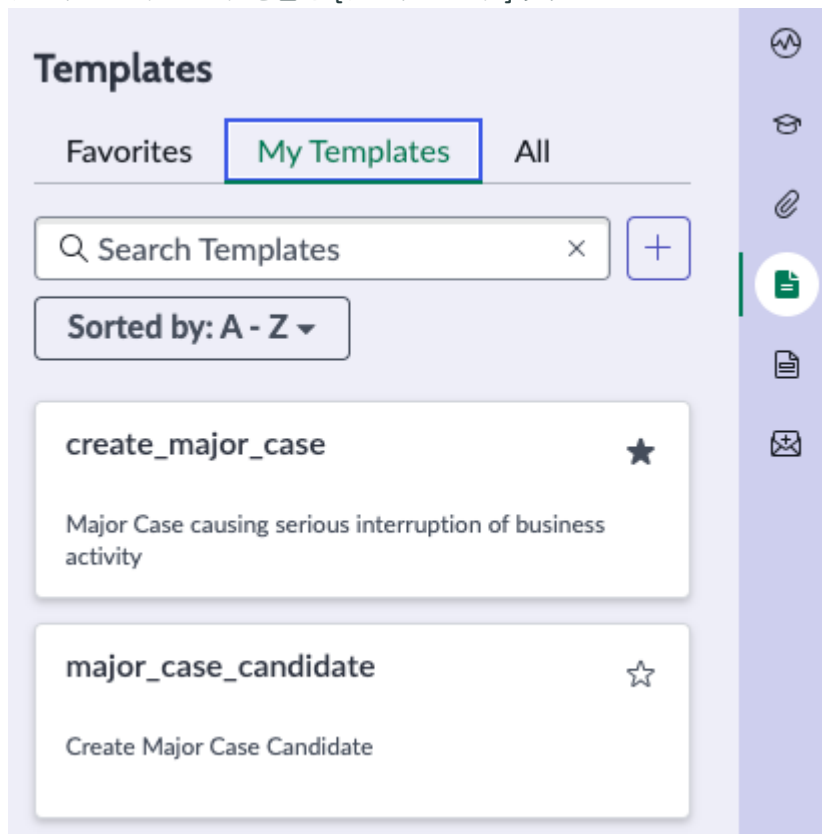 Templates
Favorites My Templates All
Search Templates
Sorted by: A - Z
create_major_case
Major Case causing serious interruption of business
activity
major_case_candidate
Create Major Case Candidate